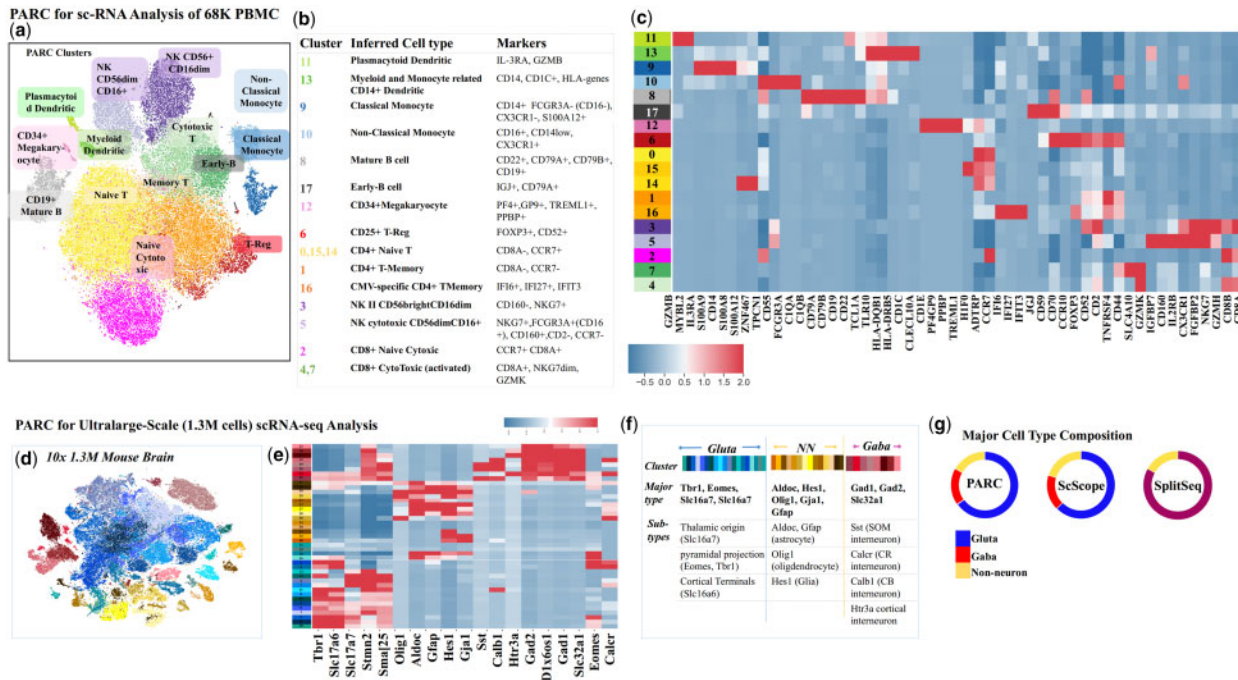 PARC for sc-RNA Analysis of 68K PBMC
(a)
PARC Clusters
NK CD56+
CD16dim
NK
CD56dim
CD16+
Non-
Classical
Monocyte
Plasmacytoi
d Dendritic
Cytotoxic
T
CD34+
Megakary-
ocyte
Myeloid
Dendritic
Classical
Monocyte
Early-B
CD19+
Mature B
Memory T
Naive T
Naive
Cytoto
xic
T-Reg
(b)
Cluster Inferred Cell type Markers
11 Plasmactoid Dendritic IL-3RA, GZMB
13 Myeloid and Monocyte related CD14, CD1C+, HLA-genes
CD14+ Dendritic
9 Classical Monocyte CD14+ FCGR3A- (CD16-),
CX3CR1-, S100A12+
10 Non-Classical Monocyte CD16+, CD14low,
CX3CR1+
8 Mature B cell CD22+, CD79A+, CD79B+,
CD19+
17 Early-B cell IGJ+, CD79A+
12 CD34+Megakaryocyte PF4+,GP9+, TREML1+,
PPBP+
6 CD25+ T-Reg FOXP3+, CD52+
0,15,14 CD4+ Naive T CD8A-, CCR7+
1 CD4+ T-Memory CD8A-, CCR7-
16 CMV-specific CD4+ TMemory IFI6+, IFI27+, IFIT3
3 NK II CD56brightCD16dim CD160-, NKG7+
5 NK cytotoxic CD56dimCD16+ NKG7+,FCGR3A+(CD16
+), CD160+,CD2-, CCR7-
2 CD8+ Naive Cytoxic CCR7+ CD8A+
4,7 CD8+ CytoToxic (activated) CD8A+, NKG7dim,
GZMK
(c)
11
13
9
10
8
17
12
6
0
15
14
1
16
3
5
2
7
4
GZMB
MYBL2
IL3RA
S100A9
CD14
S100A8
S100A12
ZNF467
TPCN1
CD55
FCGR3A
C1QA
C1QB
CD79A
CD79B
CD19
CD22
TCL1A
TLR10
HLA-DQB1
HLA-DRB5
CD1C
CLECL10A
CD1E
PF4GP9
PPBP
TREML1
H1F0
ADTRP
CCR7
IFI6
IFI27
IFIT3
JGJ
CD59
CD70
CCR10
FOXP3
CD52
CD2
TNFRSF4
CD44
SLC4A10
GZMK
IGFBP7
CD160
IL2RB
CX3CR1
FGFBP2
NKG7
GZMH
CD8B
CD8A
−0.5 0.0 0.5 1.0 1.5 2.0
PARC for Ultralarge-Scale (1.3M cells) scRNA-seq Analysis
(d)
10x 1.3M Mouse Brain
(e)
Tbr1
Slc17a6
Slc17a7
Stmn2
Sma[25
Olig1
Aldoc
Gfap
Hes1
Gja1
Sst
Calb1
Htr3a
Gad2
D1x6os1
Gad1
Slc32a1
Eomes
Calcr
(f)
Gluta NN Gaba
Cluster
Major Tbr1, Eomes, Aldoc, Hes1, Gad1, Gad2,
type Slc16a7, Slc16a7 Olig1, Gja1, Slc32a1
Gfap
Sub- Thalamic origin Aldoc, Gfap Sst (SOM
types (Slc16a7) (astrocyte) interneuron)
pyramidal projection Olig1 Calcr (CR
(Eomes, Tbr1) (oligdendrocyte) interneuron)
Cortical Terminals Hes1 (Glia) Calb1 (CB
(Slc16a6) interneuron)
Htr3a cortical
interneuron
(g)
Major Cell Type Composition
PARC
ScScope
SplitSeq
Gluta
Gaba
Non-neuron